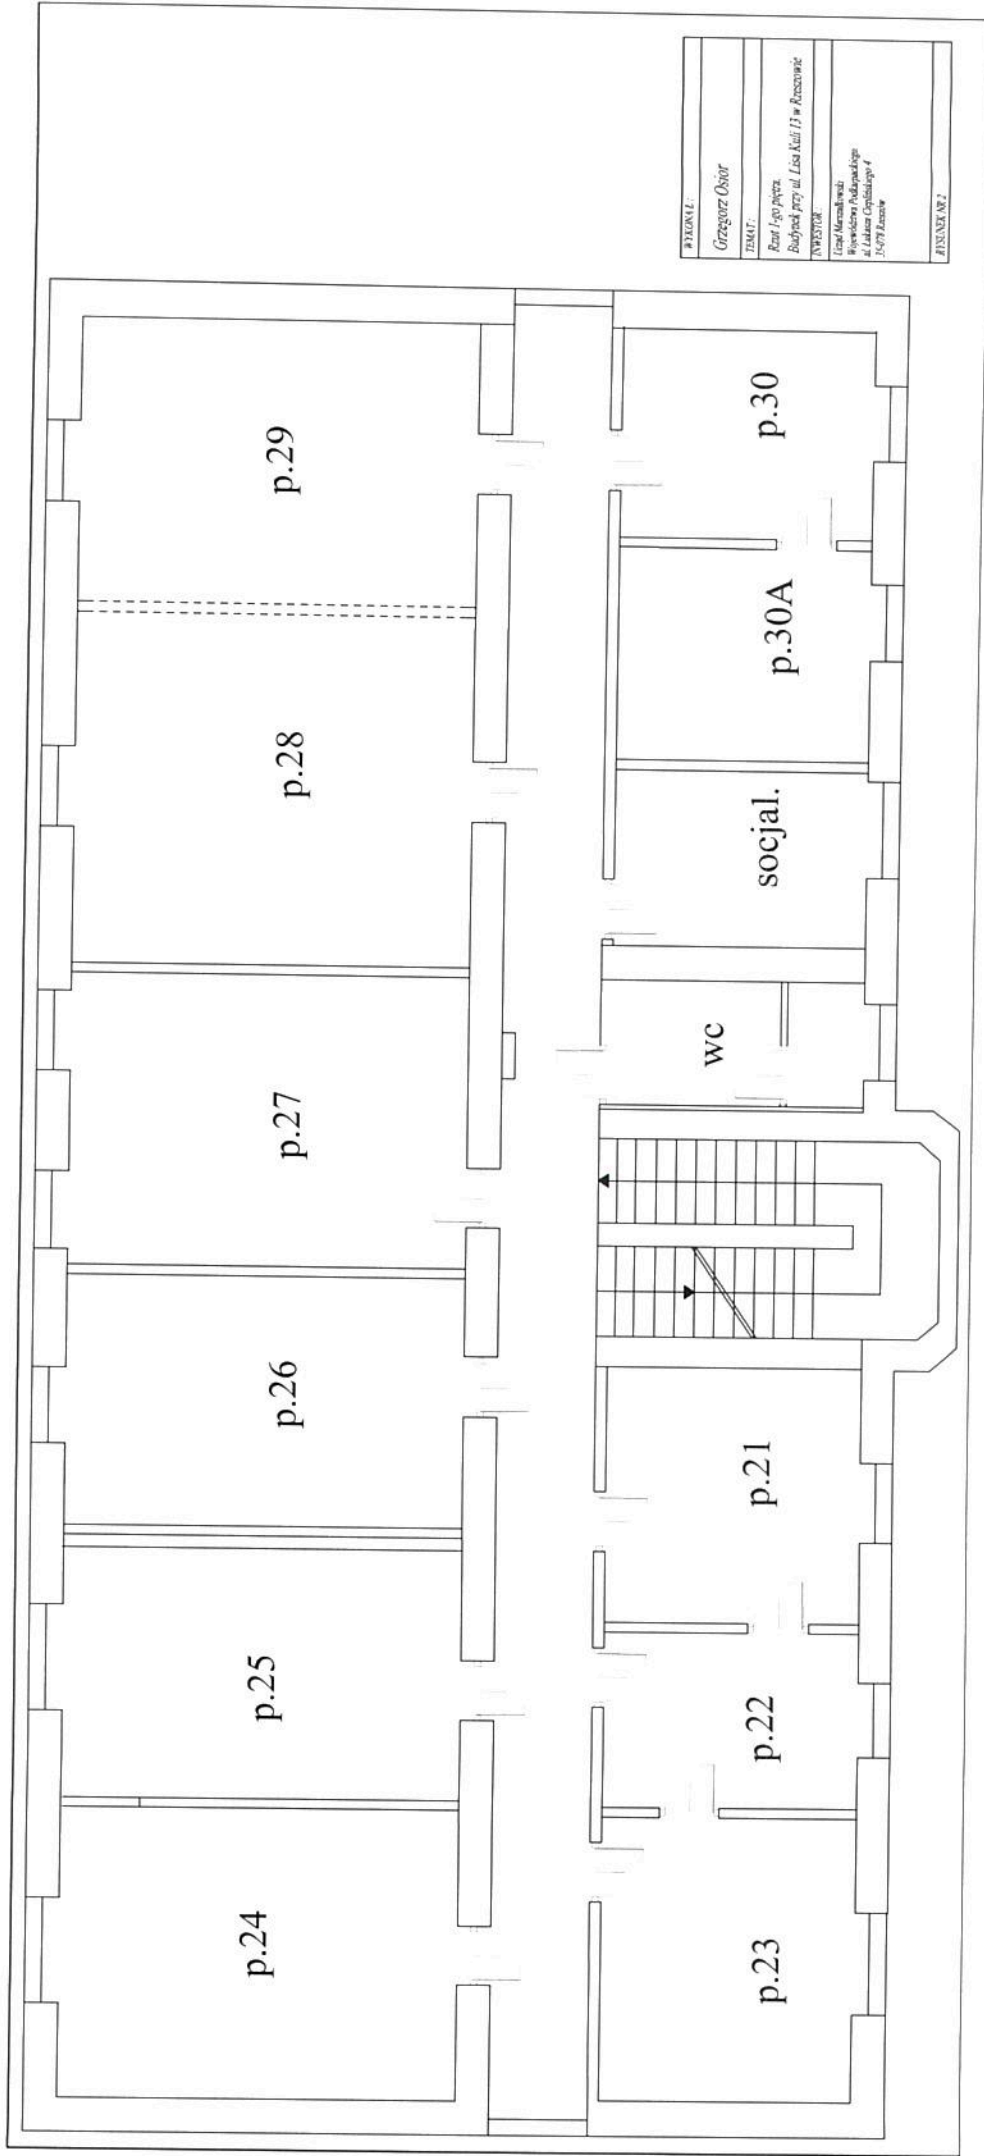 p.24
p.25
p.26
p.27
p.28
p.29
p.23
p.22
p.21
wc
socjal.
p.30A
p.30
WYKONAŁ :
Grzegorz Osior
TEMAT :
Rzut 1-go piętra.
Budynek przy ul. Lisa Kuli 13 w Rzeszowie
INWESTOR :
Urząd Marszałkowski
Województwa Podkarpackiego
al. Łukasza Cieplińskiego 4
35-078 Rzeszów
RYSUNEK NR 2